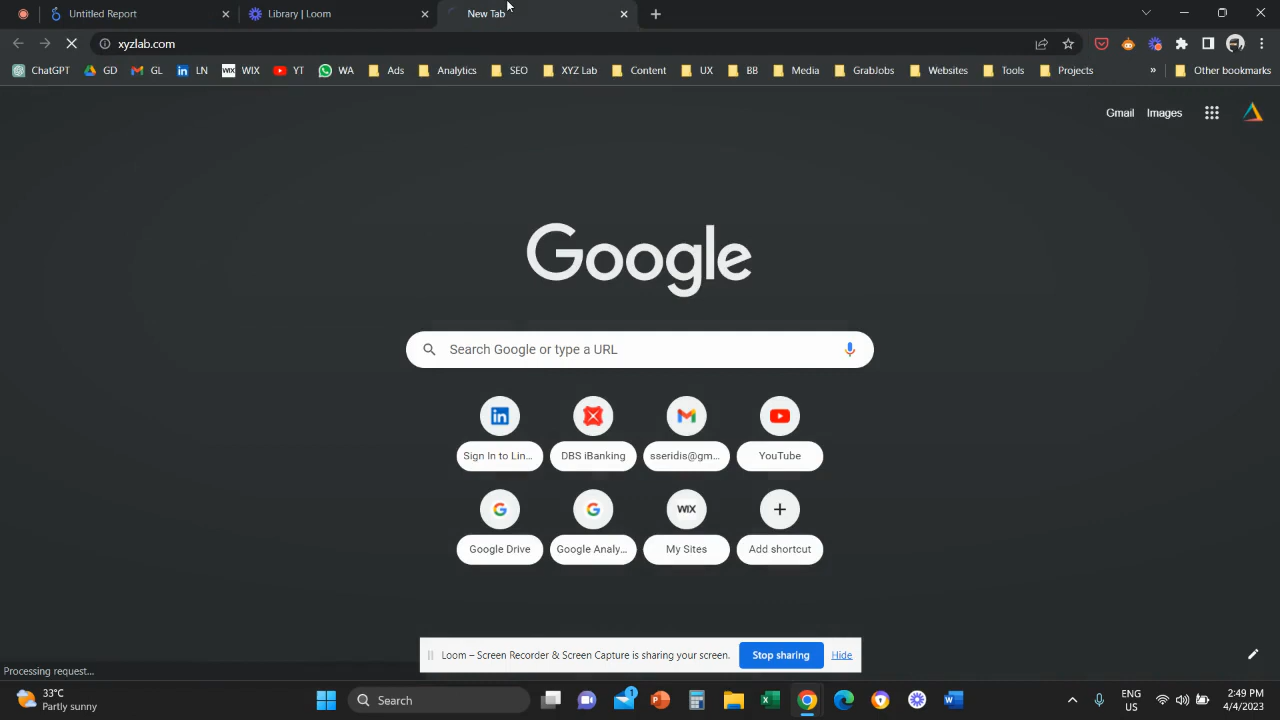 Untitled Report
Library | Loom
New Tab
xyzlab.com
ChatGPT GD GL LN WIX WIX YT WA Ads Analytics SEO XYZ Lab Content UX BB Media GrabJobs Websites Tools Projects » Other bookmarks
Gmail Images
Google
Search Google or type a URL
Sign In to Lin... DBS iBanking sseridis@gm... YouTube
WIX
Google Drive Google Analy... My Sites Add shortcut
Loom – Screen Recorder & Screen Capture is sharing your screen. Stop sharing Hide
Processing request...
33°C
Partly sunny
Search
1
ENG
US
2:49 PM
4/4/2023